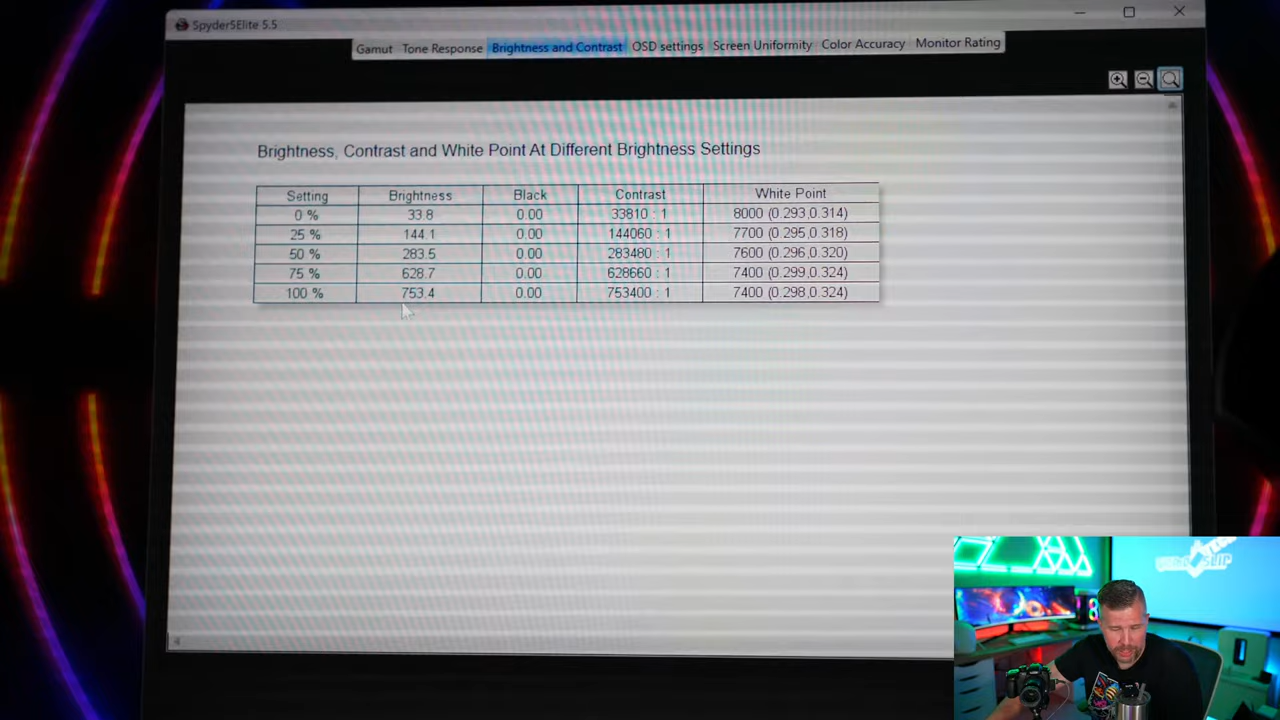 Spyder5Elite 5.5
Gamut Tone Response Brightness and Contrast OSD settings Screen Uniformity Color Accuracy Monitor Rating
Brightness, Contrast and White Point At Different Brightness Settings
Setting Brightness Black Contrast White Point
0 % 33.8 0.00 33810 : 1 8000 (0.293,0.314)
25 % 144.1 0.00 144060 : 1 7700 (0.295,0.318)
50 % 283.5 0.00 283480 : 1 7600 (0.296,0.320)
75 % 628.7 0.00 628660 : 1 7400 (0.299,0.324)
100 % 753.4 0.00 753400 : 1 7400 (0.298,0.324)